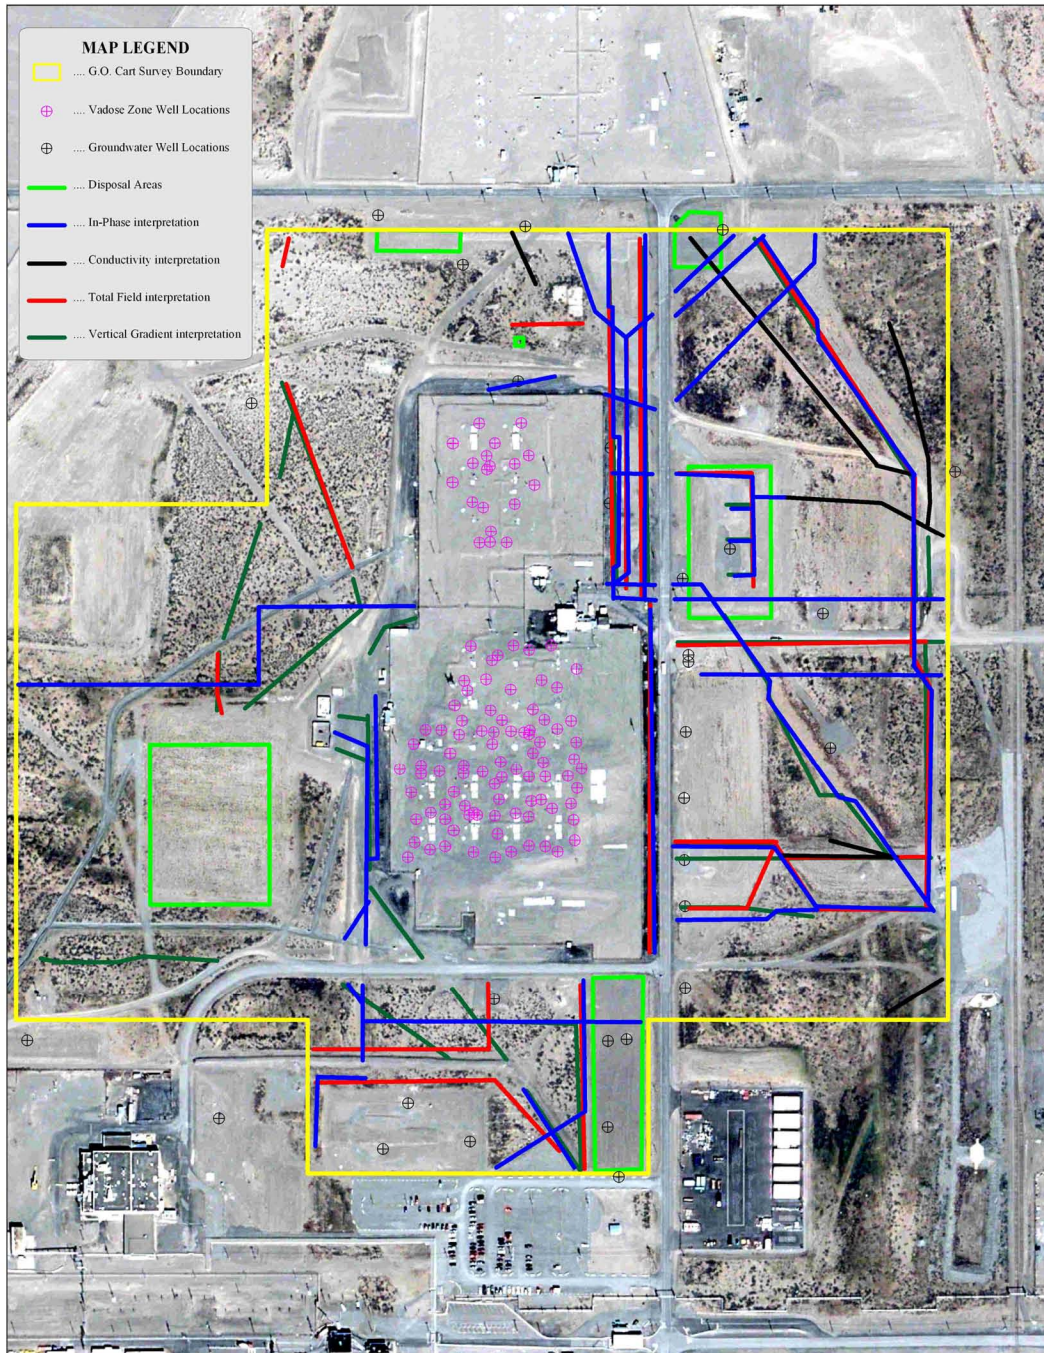 MAP LEGEND
.... G.O. Cart Survey Boundary
.... Vadose Zone Well Locations
.... Groundwater Well Locations
.... Disposal Areas
.... In-Phase interpretation
.... Conductivity interpretation
.... Total Field interpretation
.... Vertical Gradient interpretation